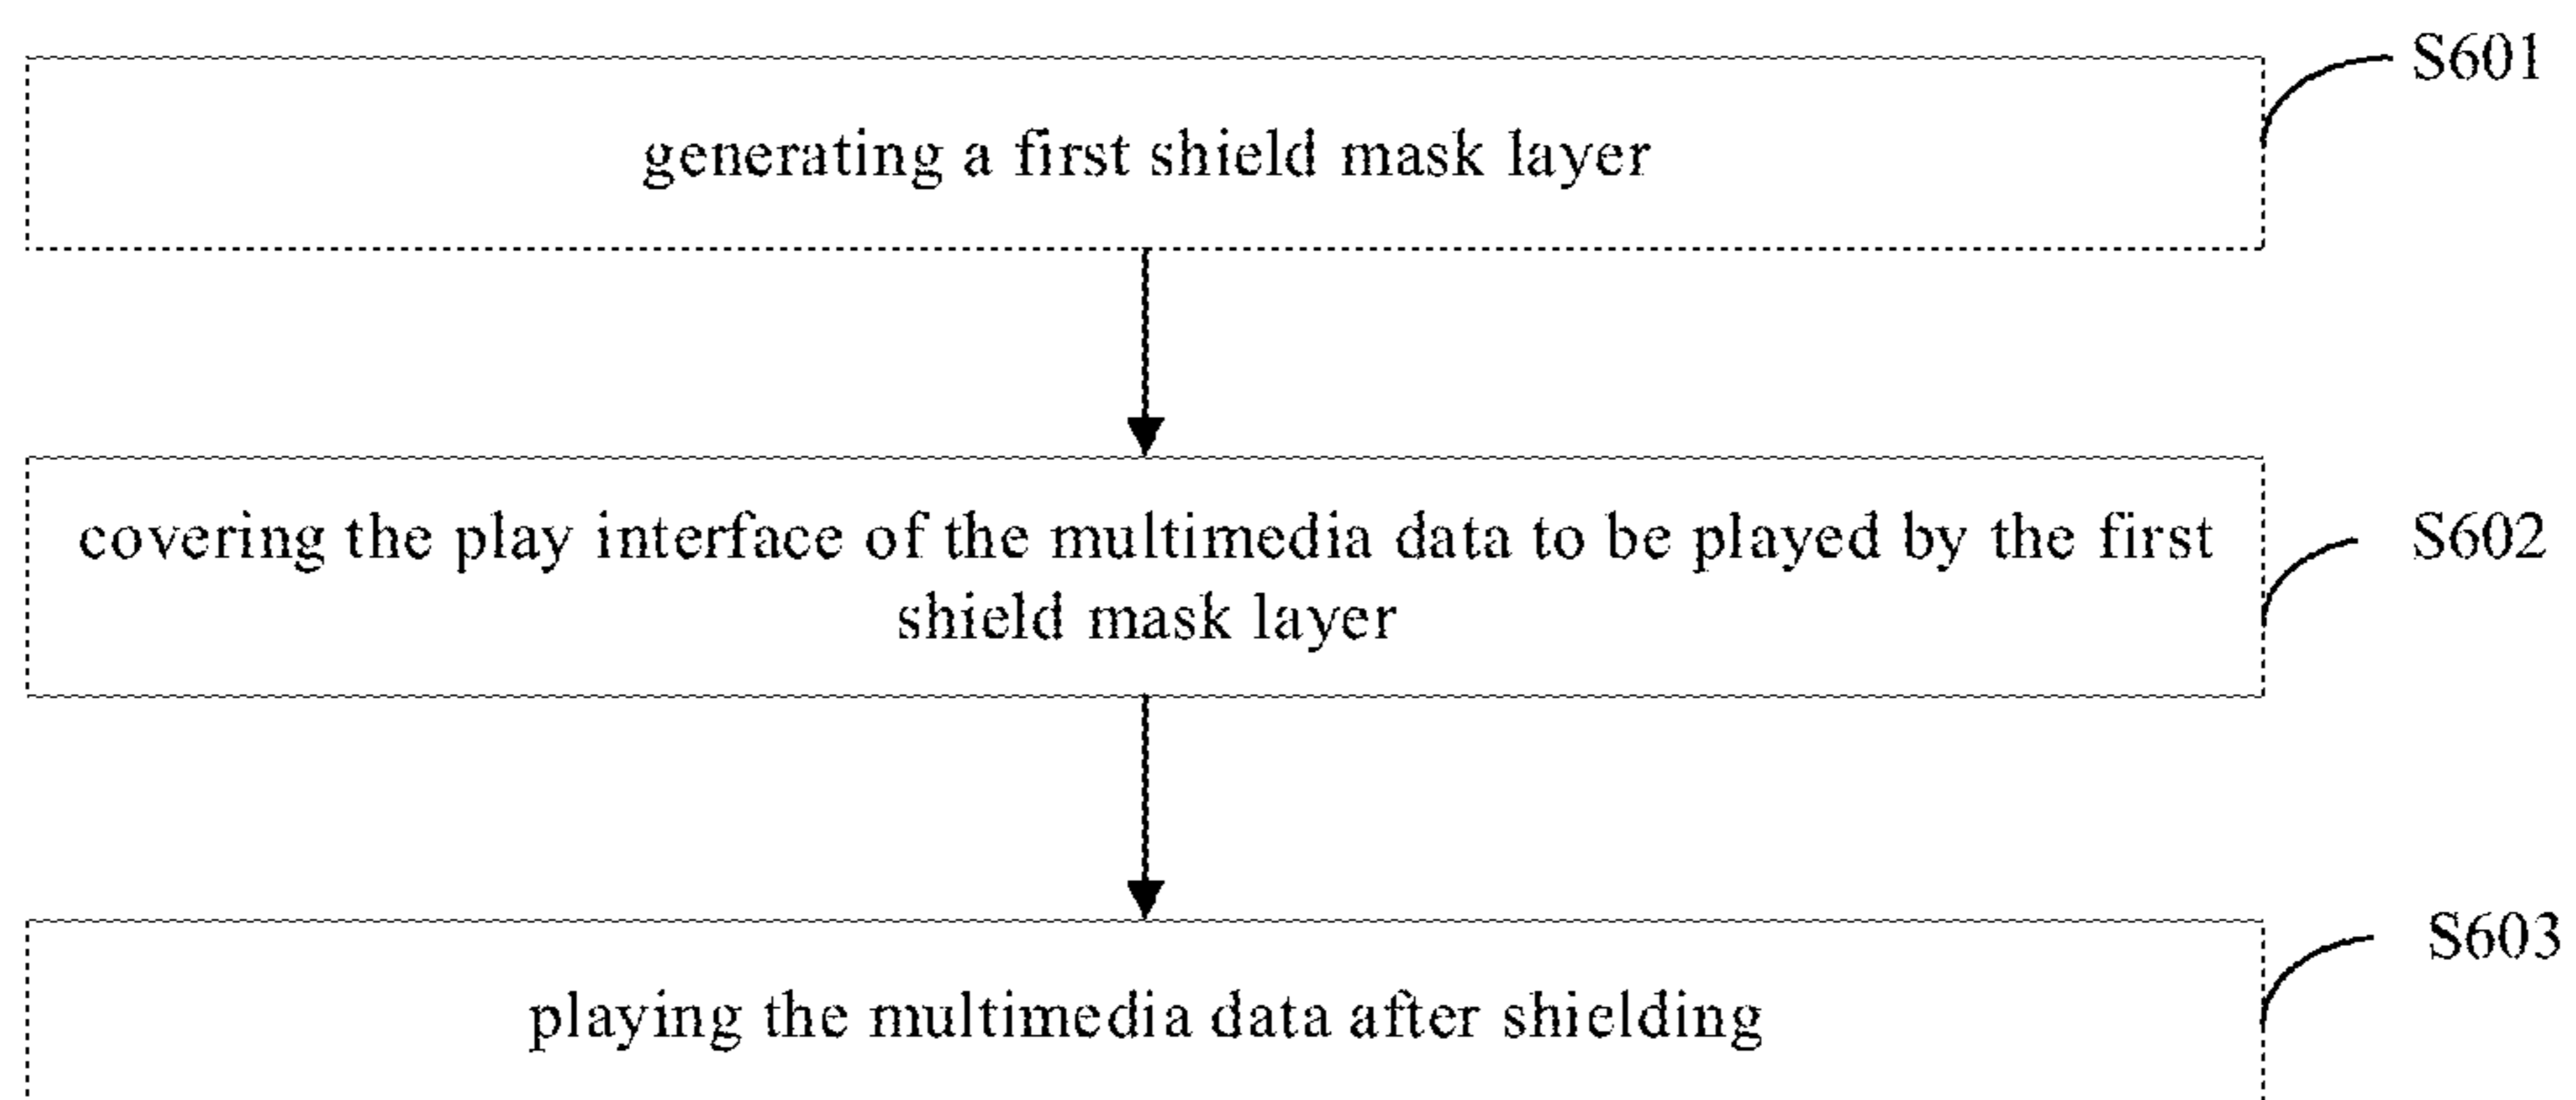 S601
generating a first shield mask layer
covering the play interface of the multimedia data to be played by the first
S602
shield mask layer
S603
playing the multimedia data after shielding